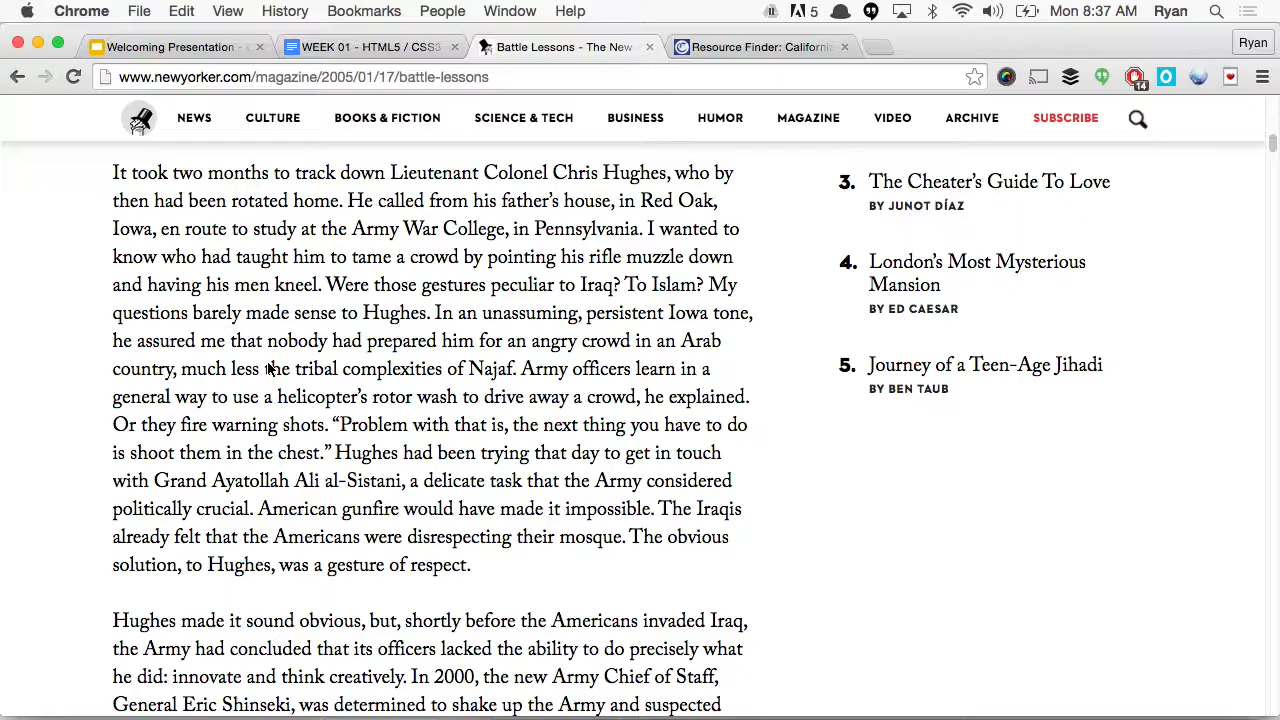 Chrome File Edit View History Bookmarks People Window Help 5 Mon 8:37 AM Ryan
Welcoming Presentation - WEEK 01 - HTML5 / CSS3 Battle Lessons - The New Resource Finder: California Ryan
www.newyorker.com/magazine/2005/01/17/battle-lessons 14
NEWS CULTURE BOOKS & FICTION SCIENCE & TECH BUSINESS HUMOR MAGAZINE VIDEO ARCHIVE SUBSCRIBE
It took two months to track down Lieutenant Colonel Chris Hughes, who by
then had been rotated home. He called from his father's house, in Red Oak,
Iowa, en route to study at the Army War College, in Pennsylvania. I wanted to
know who had taught him to tame a crowd by pointing his rifle muzzle down
and having his men kneel. Were those gestures peculiar to Iraq? To Islam? My
questions barely made sense to Hughes. In an unassuming, persistent Iowa tone,
he assured me that nobody had prepared him for an angry crowd in an Arab
country, much less the tribal complexities of Najaf. Army officers learn in a
general way to use a helicopter's rotor wash to drive away a crowd, he explained.
Or they fire warning shots. “Problem with that is, the next thing you have to do
is shoot them in the chest.” Hughes had been trying that day to get in touch
with Grand Ayatollah Ali al-Sistani, a delicate task that the Army considered
politically crucial. American gunfire would have made it impossible. The Iraqis
already felt that the Americans were disrespecting their mosque. The obvious
solution, to Hughes, was a gesture of respect.
Hughes made it sound obvious, but, shortly before the Americans invaded Iraq,
the Army had concluded that its officers lacked the ability to do precisely what
he did: innovate and think creatively. In 2000, the new Army Chief of Staff,
General Eric Shinseki, was determined to shake up the Army and suspected
3. The Cheater's Guide To Love
BY JUNOT DÍAZ
4. London's Most Mysterious
Mansion
BY ED CAESAR
5. Journey of a Teen-Age Jihadi
BY BEN TAUB